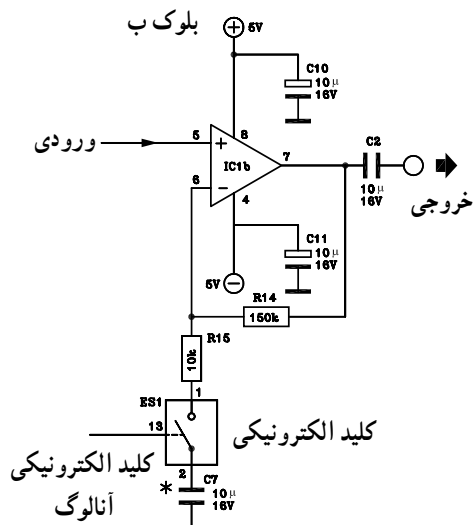 بلوک ب
5V
C10
10µ
16V
ورودی
5
8
+
IC1b
7
6
−
4
C2
10µ
16V
خروجی
C11
10µ
16V
5V
R14
150k
R15
10k
ES1
1
13
2
کلید الکترونیکی
کلید الکترونیکی
آنالوگ
*
C7
10µ
16V